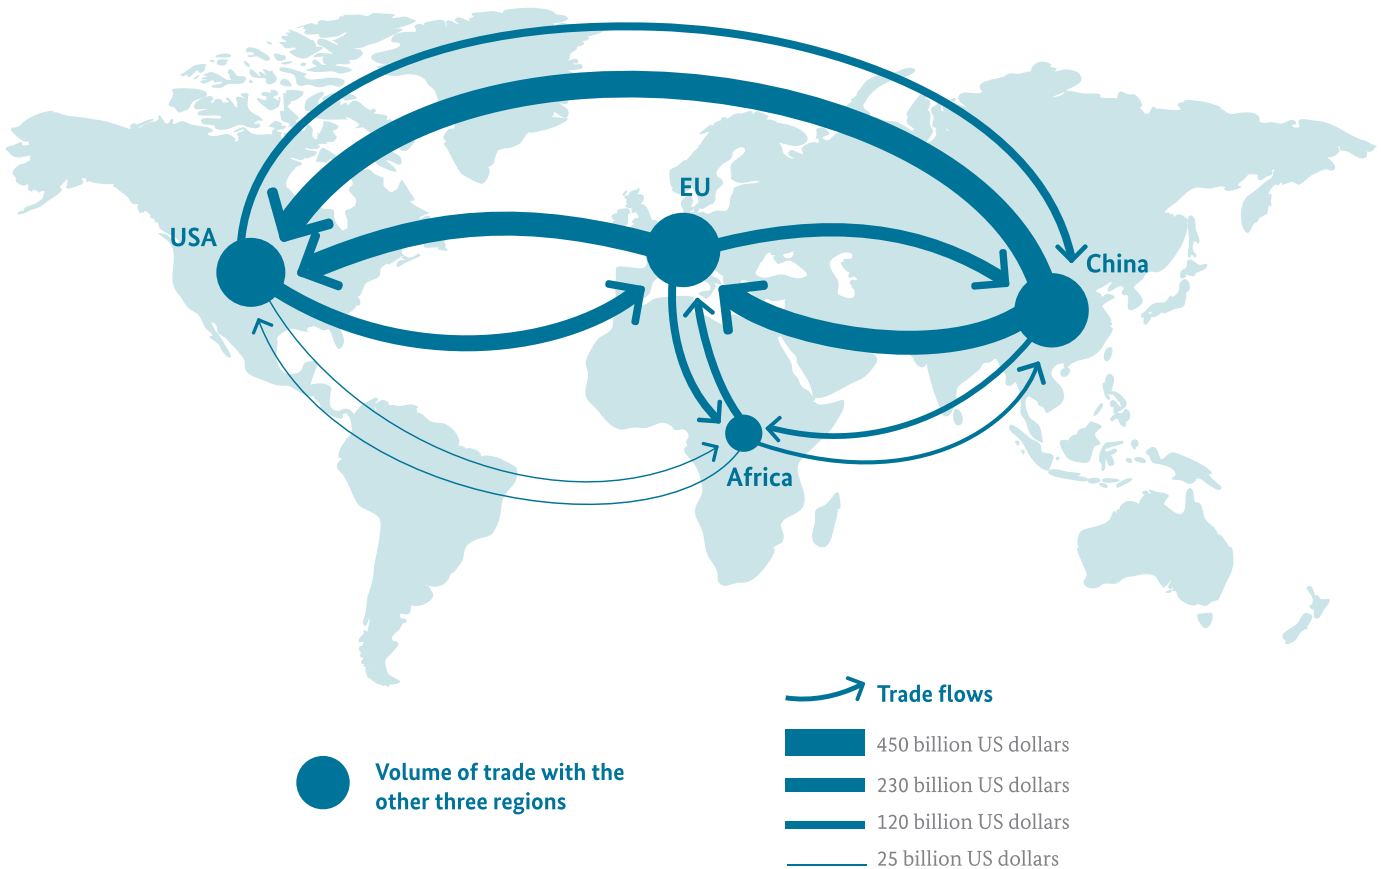 EU
USA
China
Africa
Trade flows
450 billion US dollars
230 billion US dollars
120 billion US dollars
25 billion US dollars
Volume of trade with the
other three regions